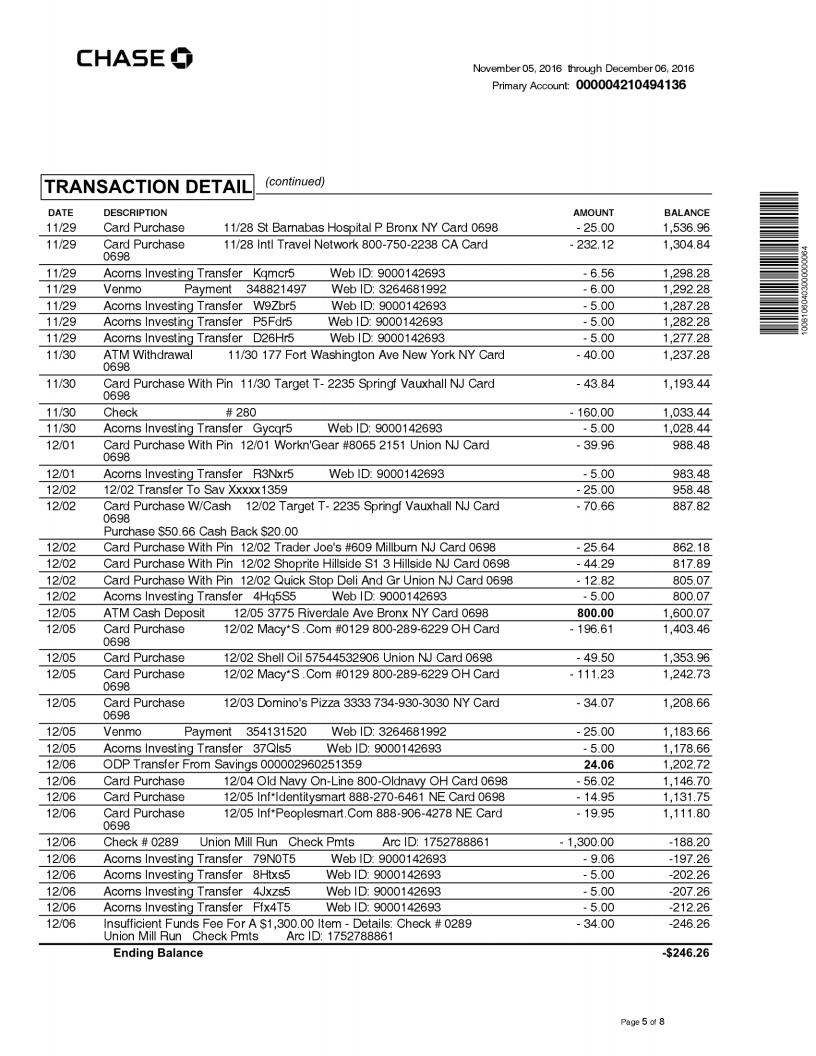 CHASE
November 05, 2016 through December 06, 2016
Primary Account: 000004210494136
TRANSACTION DETAIL (continued)
DATE DESCRIPTION AMOUNT BALANCE
11/29 Card Purchase 11/28 St Barnabas Hospital P Bronx NY Card 0698 - 25.00 1,536.96
11/29 Card Purchase 11/28 Intl Travel Network 800-750-2238 CA Card - 232.12 1,304.84
0698
11/29 Acorns Investing Transfer Kqmcr5 Web ID: 9000142693 - 6.56 1,298.28
11/29 Venmo Payment 348821497 Web ID: 3264681992 - 6.00 1,292.28
11/29 Acorns Investing Transfer W9Zbr5 Web ID: 9000142693 - 5.00 1,287.28
11/29 Acorns Investing Transfer P5Fdr5 Web ID: 9000142693 - 5.00 1,282.28
11/29 Acorns Investing Transfer D26Hr5 Web ID: 9000142693 - 5.00 1,277.28
11/30 ATM Withdrawal 11/30 177 Fort Washington Ave New York NY Card - 40.00 1,237.28
0698
11/30 Card Purchase With Pin 11/30 Target T- 2235 Springf Vauxhall NJ Card - 43.84 1,193.44
0698
11/30 Check # 280 - 160.00 1,033.44
11/30 Acorns Investing Transfer Gycqr5 Web ID: 9000142693 - 5.00 1,028.44
12/01 Card Purchase With Pin 12/01 Workn'Gear #8065 2151 Union NJ Card - 39.96 988.48
0698
12/01 Acorns Investing Transfer R3Nxr5 Web ID: 9000142693 - 5.00 983.48
12/02 12/02 Transfer To Sav Xxxxx1359 - 25.00 958.48
12/02 Card Purchase W/Cash 12/02 Target T- 2235 Springf Vauxhall NJ Card - 70.66 887.82
0698
Purchase $50.66 Cash Back $20.00
12/02 Card Purchase With Pin 12/02 Trader Joe's #609 Millburn NJ Card 0698 - 25.64 862.18
12/02 Card Purchase With Pin 12/02 Shoprite Hillside S1 3 Hillside NJ Card 0698 - 44.29 817.89
12/02 Card Purchase With Pin 12/02 Quick Stop Deli And Gr Union NJ Card 0698 - 12.82 805.07
12/02 Acorns Investing Transfer 4Hq5S5 Web ID: 9000142693 - 5.00 800.07
12/05 ATM Cash Deposit 12/05 3775 Riverdale Ave Bronx NY Card 0698 800.00 1,600.07
12/05 Card Purchase 12/02 Macy*S .Com #0129 800-289-6229 OH Card - 196.61 1,403.46
0698
12/05 Card Purchase 12/02 Shell Oil 57544532906 Union NJ Card 0698 - 49.50 1,353.96
12/05 Card Purchase 12/02 Macy*S .Com #0129 800-289-6229 OH Card - 111.23 1,242.73
0698
12/05 Card Purchase 12/03 Domino's Pizza 3333 734-930-3030 NY Card - 34.07 1,208.66
0698
12/05 Venmo Payment 354131520 Web ID: 3264681992 - 25.00 1,183.66
12/05 Acorns Investing Transfer 37Qls5 Web ID: 9000142693 - 5.00 1,178.66
12/06 ODP Transfer From Savings 000002960251359 24.06 1,202.72
12/06 Card Purchase 12/04 Old Navy On-Line 800-Oldnavy OH Card 0698 - 56.02 1,146.70
12/06 Card Purchase 12/05 Inf*Identitysmart 888-270-6461 NE Card 0698 - 14.95 1,131.75
12/06 Card Purchase 12/05 Inf*Peoplesmart.Com 888-906-4278 NE Card - 19.95 1,111.80
0698
12/06 Check # 0289 Union Mill Run Check Pmts Arc ID: 1752788861 - 1,300.00 -188.20
12/06 Acorns Investing Transfer 79N0T5 Web ID: 9000142693 - 9.06 -197.26
12/06 Acorns Investing Transfer 8Htxs5 Web ID: 9000142693 - 5.00 -202.26
12/06 Acorns Investing Transfer 4Jxzs5 Web ID: 9000142693 - 5.00 -207.26
12/06 Acorns Investing Transfer Ffx4T5 Web ID: 9000142693 - 5.00 -212.26
12/06 Insufficient Funds Fee For A $1,300.00 Item - Details: Check # 0289 - 34.00 -246.26
Union Mill Run Check Pmts Arc ID: 1752788861
Ending Balance -$246.26
10081060403000000064
Page 5 of 8